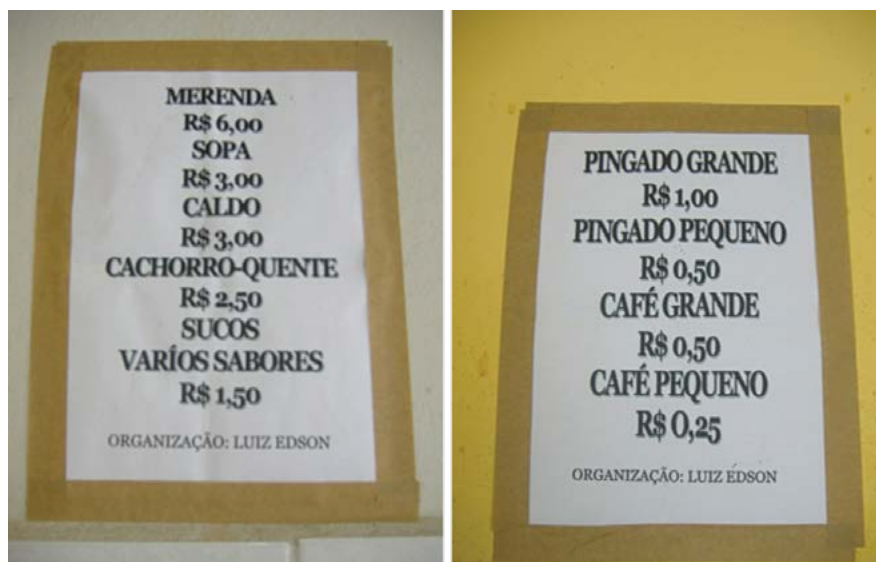 MERENDA
R$ 6,00
SOPA
R$ 3,00
CALDO
R$ 3,00
CACHORRO-QUENTE
R$ 2,50
SUCOS
VARÍOS SABORES
R$ 1,50
ORGANIZAÇÃO: LUIZ EDSON
PINGADO GRANDE
R$ 1,00
PINGADO PEQUENO
R$ 0,50
CAFÉ GRANDE
R$ 0,50
CAFÉ PEQUENO
R$ 0,25
ORGANIZAÇÃO: LUIZ EDSON